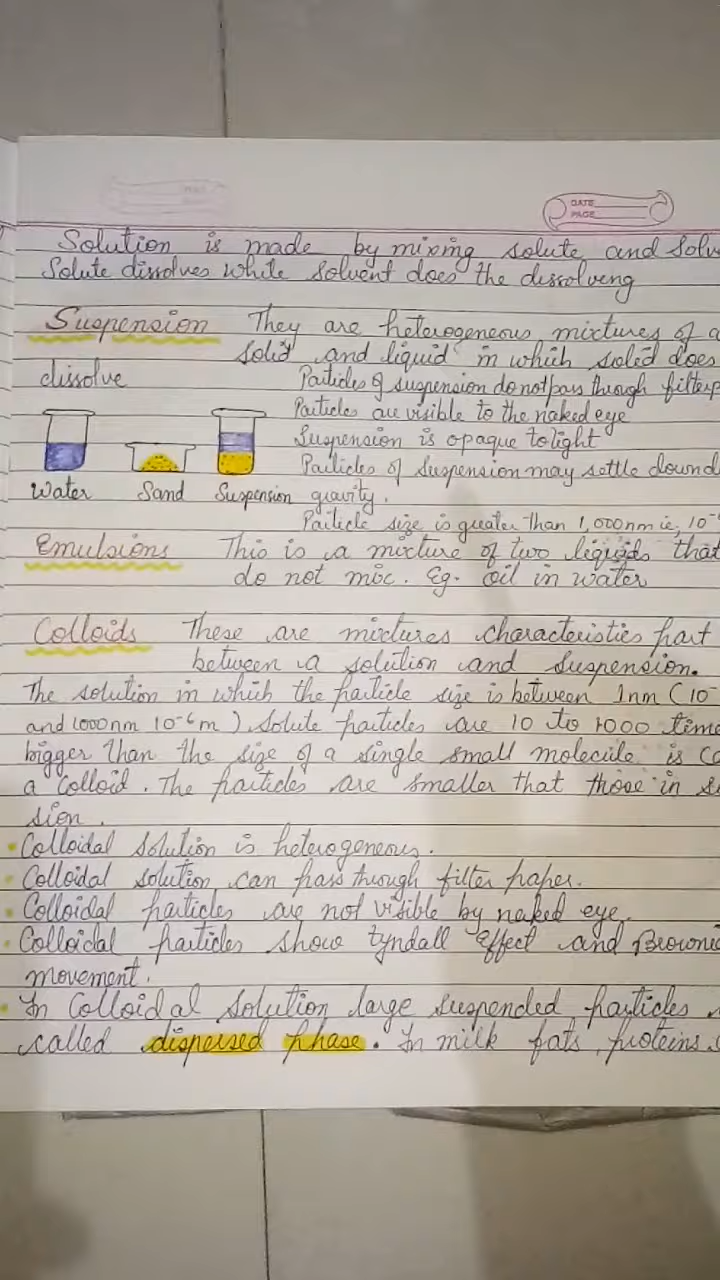 DATE
PAGE
Solution is made by mixing solute and Solv
Solute dissolves while solvent does the dissolving
Suspension They are heterogeneous mixtures of a
solid and liquid in which solid does
dissolve
Particles of suspension do not pass through filterp
Particles are visible to the naked eye
Suspension is opaque to light
Particles of Suspension may settle down d
Water Sand Suspension gravity.
Particle size is greater than 1,000nm ie, 10-
Emulsions This is a mixture of two liquids that
do not mix. Eg. oil in water
Colloids These are mixtures characteristics part
between a solution and suspension.
The solution in which the particle size is between 1nm (10-
and 1000nm 10-6m). Solute particles are 10 to 1000 time
bigger than the size of a single small molecule is Ca
a Colloid. The particles are smaller that those in su
sion.
Colloidal solution is heterogeneous.
Colloidal solution can pass through filter paper.
Colloidal particles are not visible by naked eye.
Colloidal particles show tyndall effect and Browni
movement.
In Colloidal solution large suspended particles
called dispersed phase. In milk fats, proteins